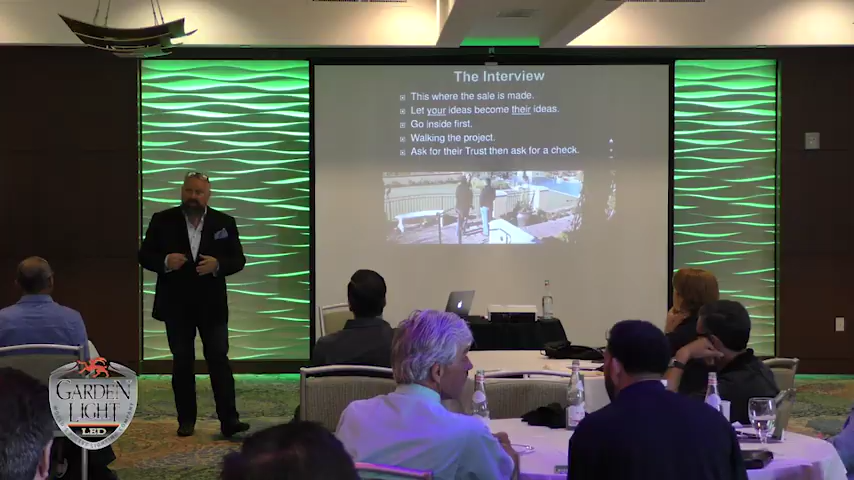 The Interview
This where the sale is made.
Let your ideas become their ideas.
Go inside first.
Walking the project.
Ask for their Trust then ask for a check.
GARDEN
LIGHT
LED